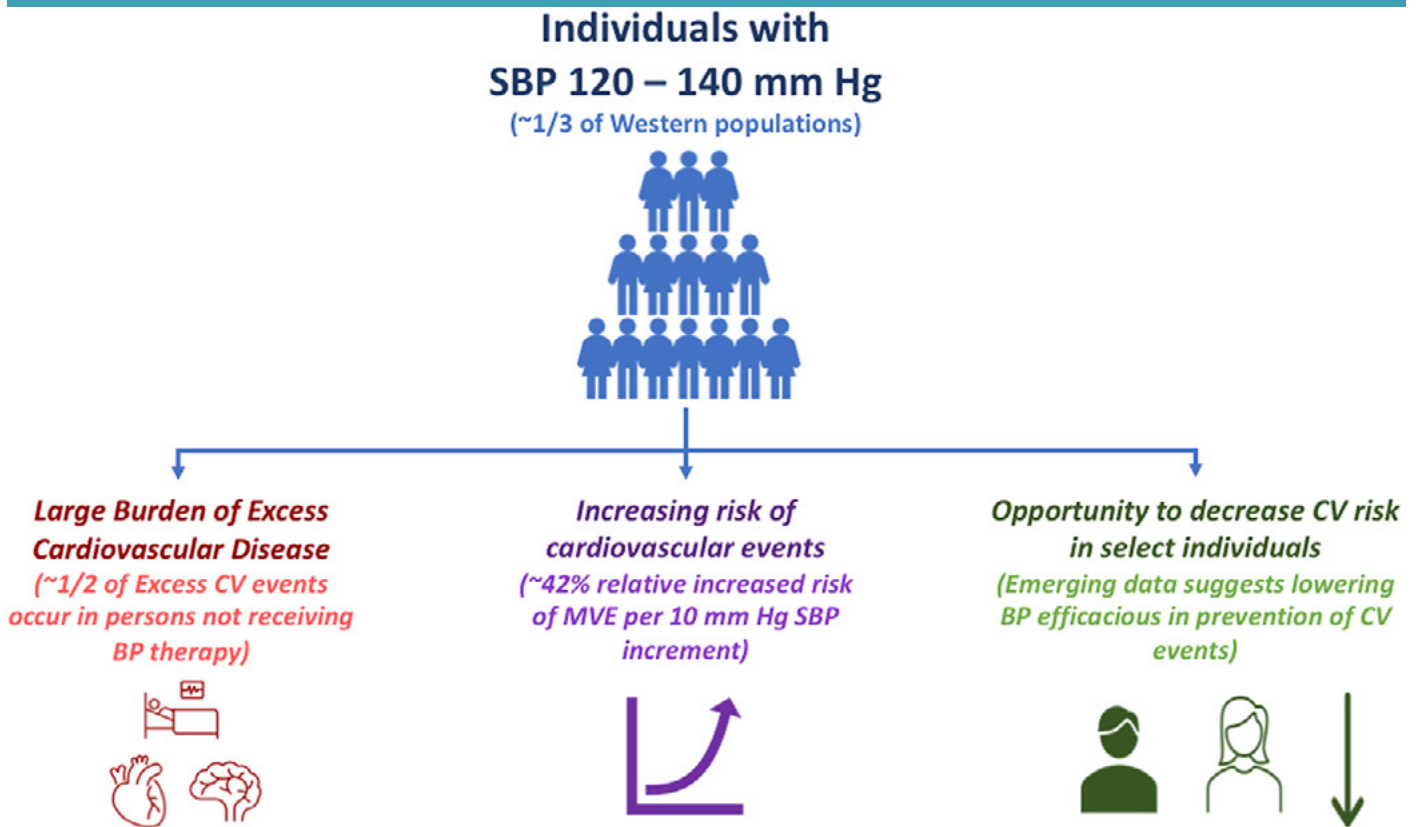 Individuals with
SBP 120 – 140 mm Hg
(~1/3 of Western populations)
Large Burden of Excess
Cardiovascular Disease
(~1/2 of Excess CV events
occur in persons not receiving
BP therapy)
Increasing risk of
cardiovascular events
(~42% relative increased risk
of MVE per 10 mm Hg SBP
increment)
Opportunity to decrease CV risk
in select individuals
(Emerging data suggests lowering
BP efficacious in prevention of CV
events)